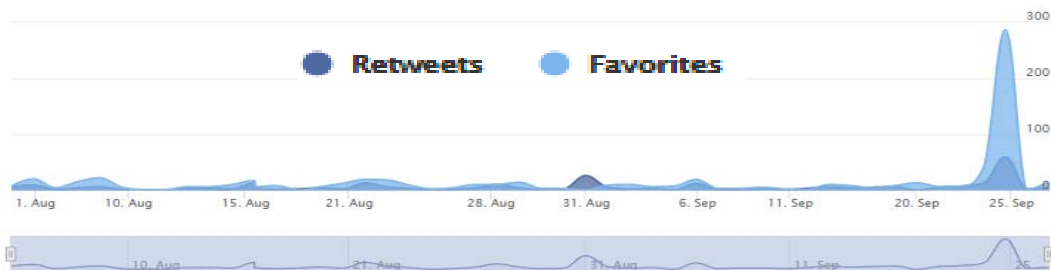 300
Retweets Favorites
200
100
0
1. Aug 10. Aug 15. Aug 21. Aug 28. Aug 31. Aug 6. Sep 11. Sep 20. Sep 25. Sep
10. Aug 21. Aug 31. Aug 11. Sep 25.